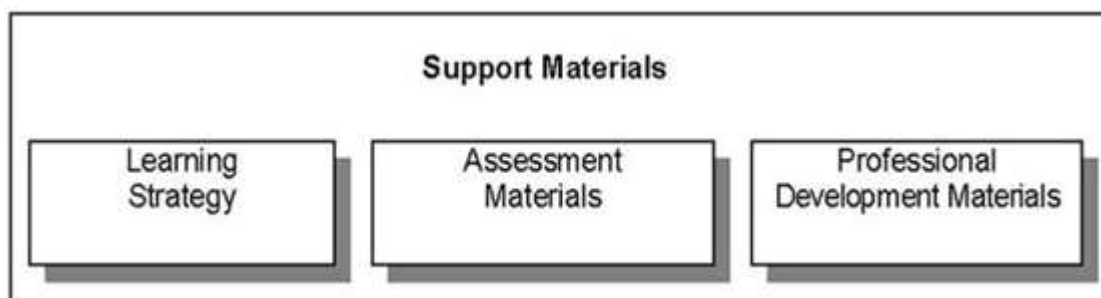 Support Materials
Learning
Strategy
Assessment
Materials
Professional
Development Materials